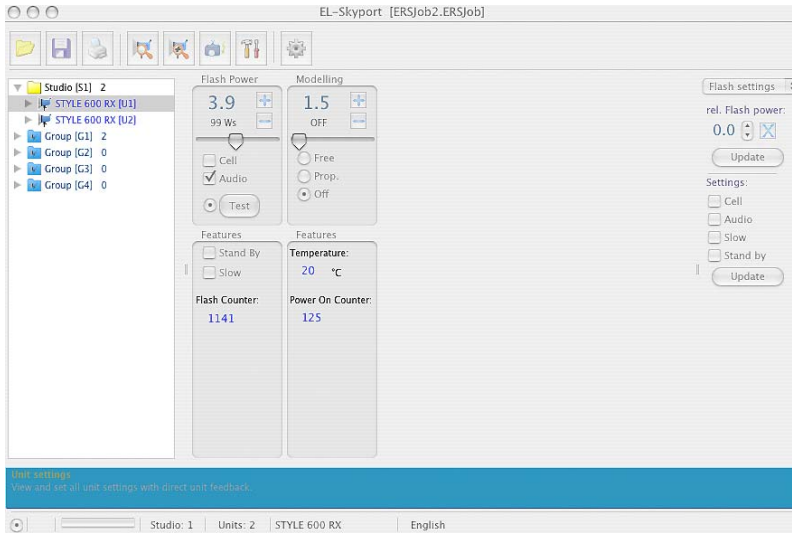 EL-Skyport [ERSJob2.ERSJob]
Studio [S1] 2
STYLE 600 RX [U1]
STYLE 600 RX [U2]
Group [G1] 2
Group [G2] 0
Group [G3] 0
Group [G4] 0
Flash Power
3.9
99 Ws
Cell
Audio
Test
Modelling
1.5
OFF
Free
Prop.
Off
Features
Stand By
Slow
Flash Counter:
1141
Features
Temperature:
20 °C
Power On Counter:
125
Flash settings
rel. Flash power:
0.0
Update
Settings:
Cell
Audio
Slow
Stand by
Update
Unit settings
View and set all unit settings with direct unit feedback.
Studio: 1 Units: 2 STYLE 600 RX English